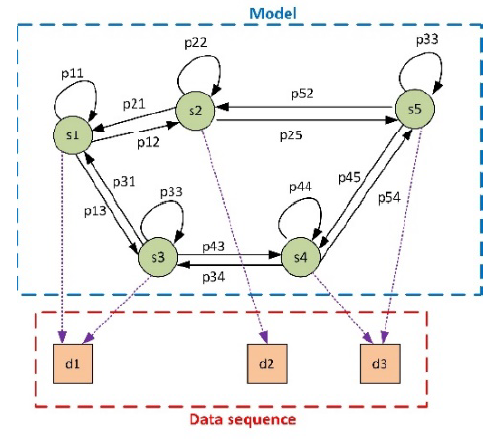 Model
p22
p33
p11
p52
p21
s2
s5
s1
p12
p25
p31
p33
p44
p45
p13
p54
s3
p43
s4
p34
d1
d2
d3
Data sequence